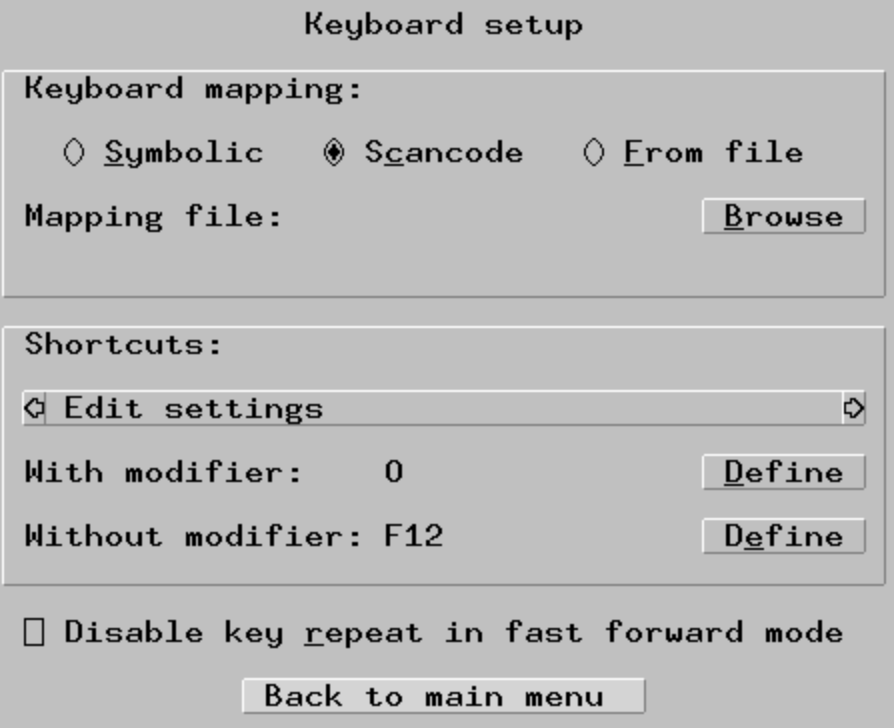 Keyboard setup
Keyboard mapping:
Symbolic Scancode From file
Mapping file: Browse
Shortcuts:
Edit settings
With modifier: O Define
Without modifier: F12 Define
Disable key repeat in fast forward mode
Back to main menu